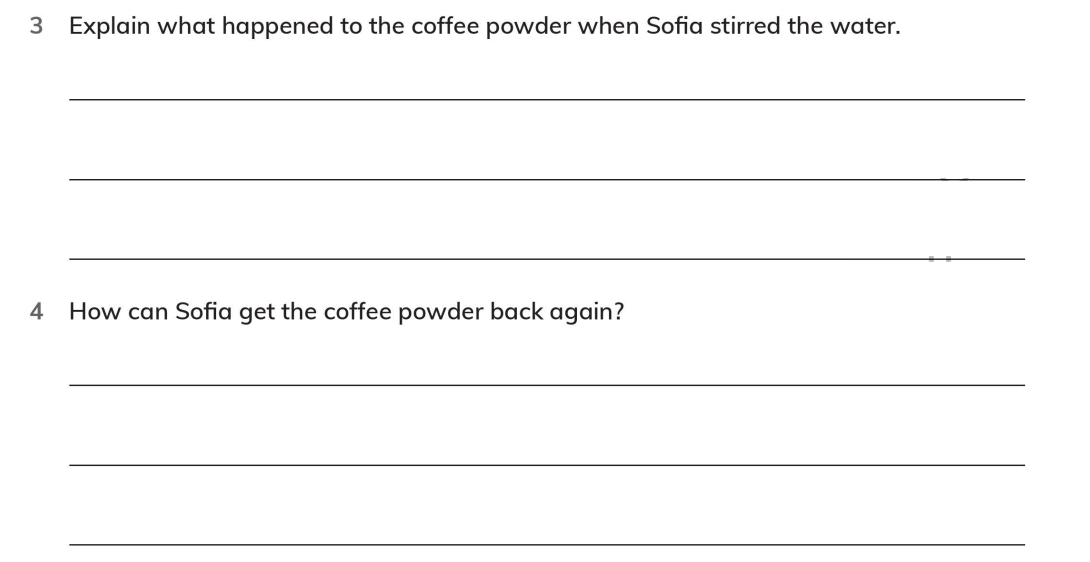 3 Explain what happened to the coffee powder when Sofia stirred the water.
4 How can Sofia get the coffee powder back again?